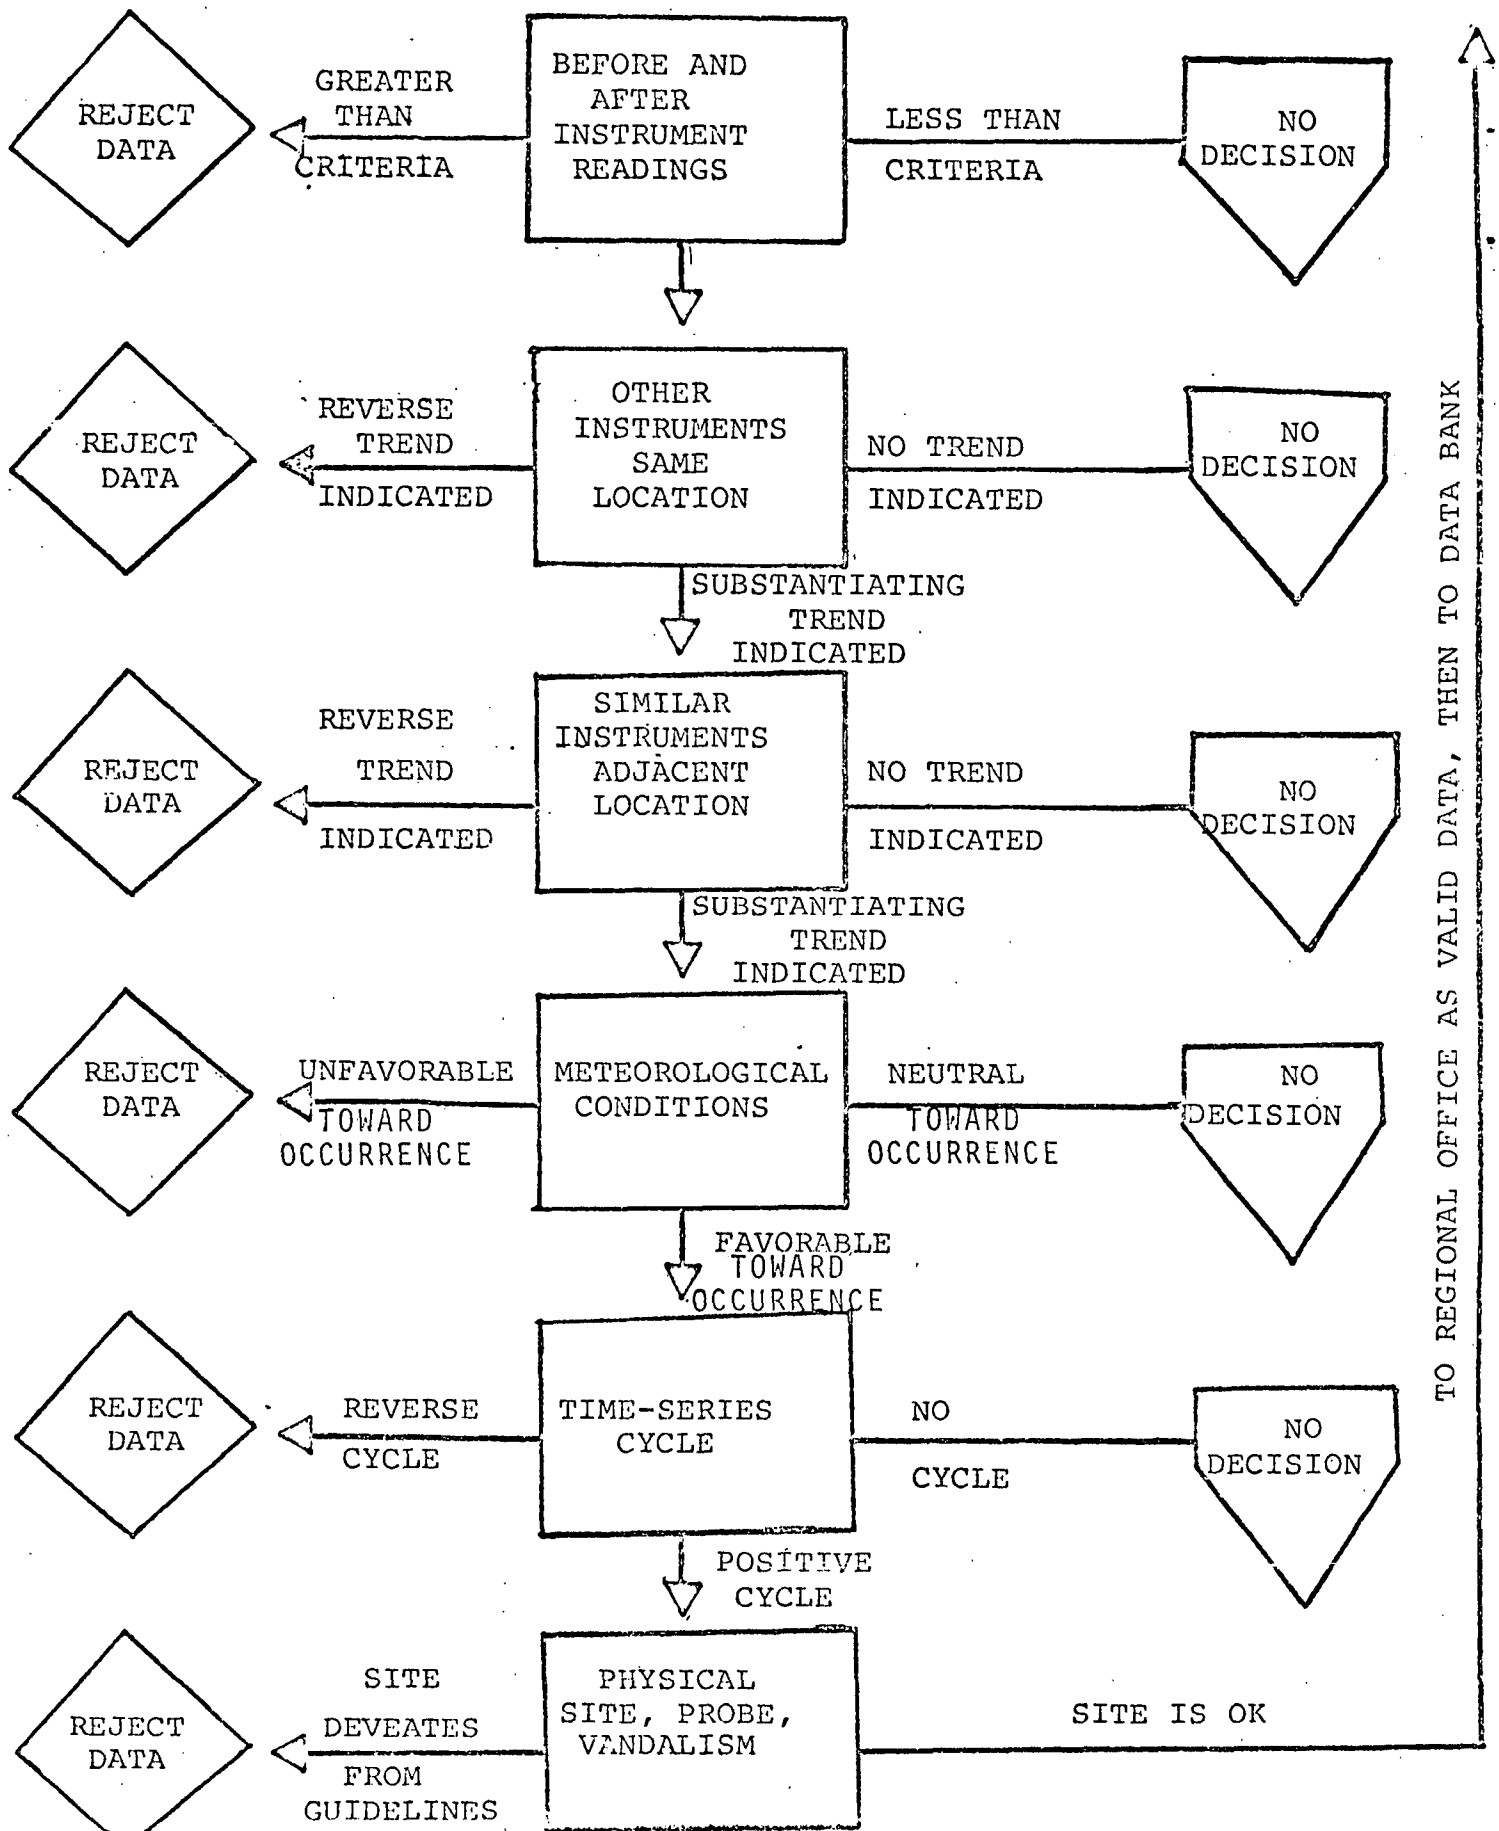 REJECT
DATA
GREATER
THAN
CRITERIA
BEFORE AND
AFTER
INSTRUMENT
READINGS
LESS THAN
CRITERIA
NO
DECISION
REJECT
DATA
REVERSE
TREND
INDICATED
OTHER
INSTRUMENTS
SAME
LOCATION
NO TREND
INDICATED
NO
DECISION
SUBSTANTIATING
TREND
INDICATED
REJECT
DATA
REVERSE
TREND
INDICATED
SIMILAR
INSTRUMENTS
ADJACENT
LOCATION
NO TREND
INDICATED
NO
DECISION
SUBSTANTIATING
TREND
INDICATED
REJECT
DATA
UNFAVORABLE
TOWARD
OCCURRENCE
METEOROLOGICAL
CONDITIONS
NEUTRAL
TOWARD
OCCURRENCE
NO
DECISION
FAVORABLE
TOWARD
OCCURRENCE
REJECT
DATA
REVERSE
CYCLE
TIME-SERIES
CYCLE
NO
CYCLE
NO
DECISION
POSITIVE
CYCLE
REJECT
DATA
SITE
DEVEATES
FROM
GUIDELINES
PHYSICAL
SITE, PROBE,
VANDALISM
SITE IS OK
TO REGIONAL OFFICE AS VALID DATA, THEN TO DATA BANK